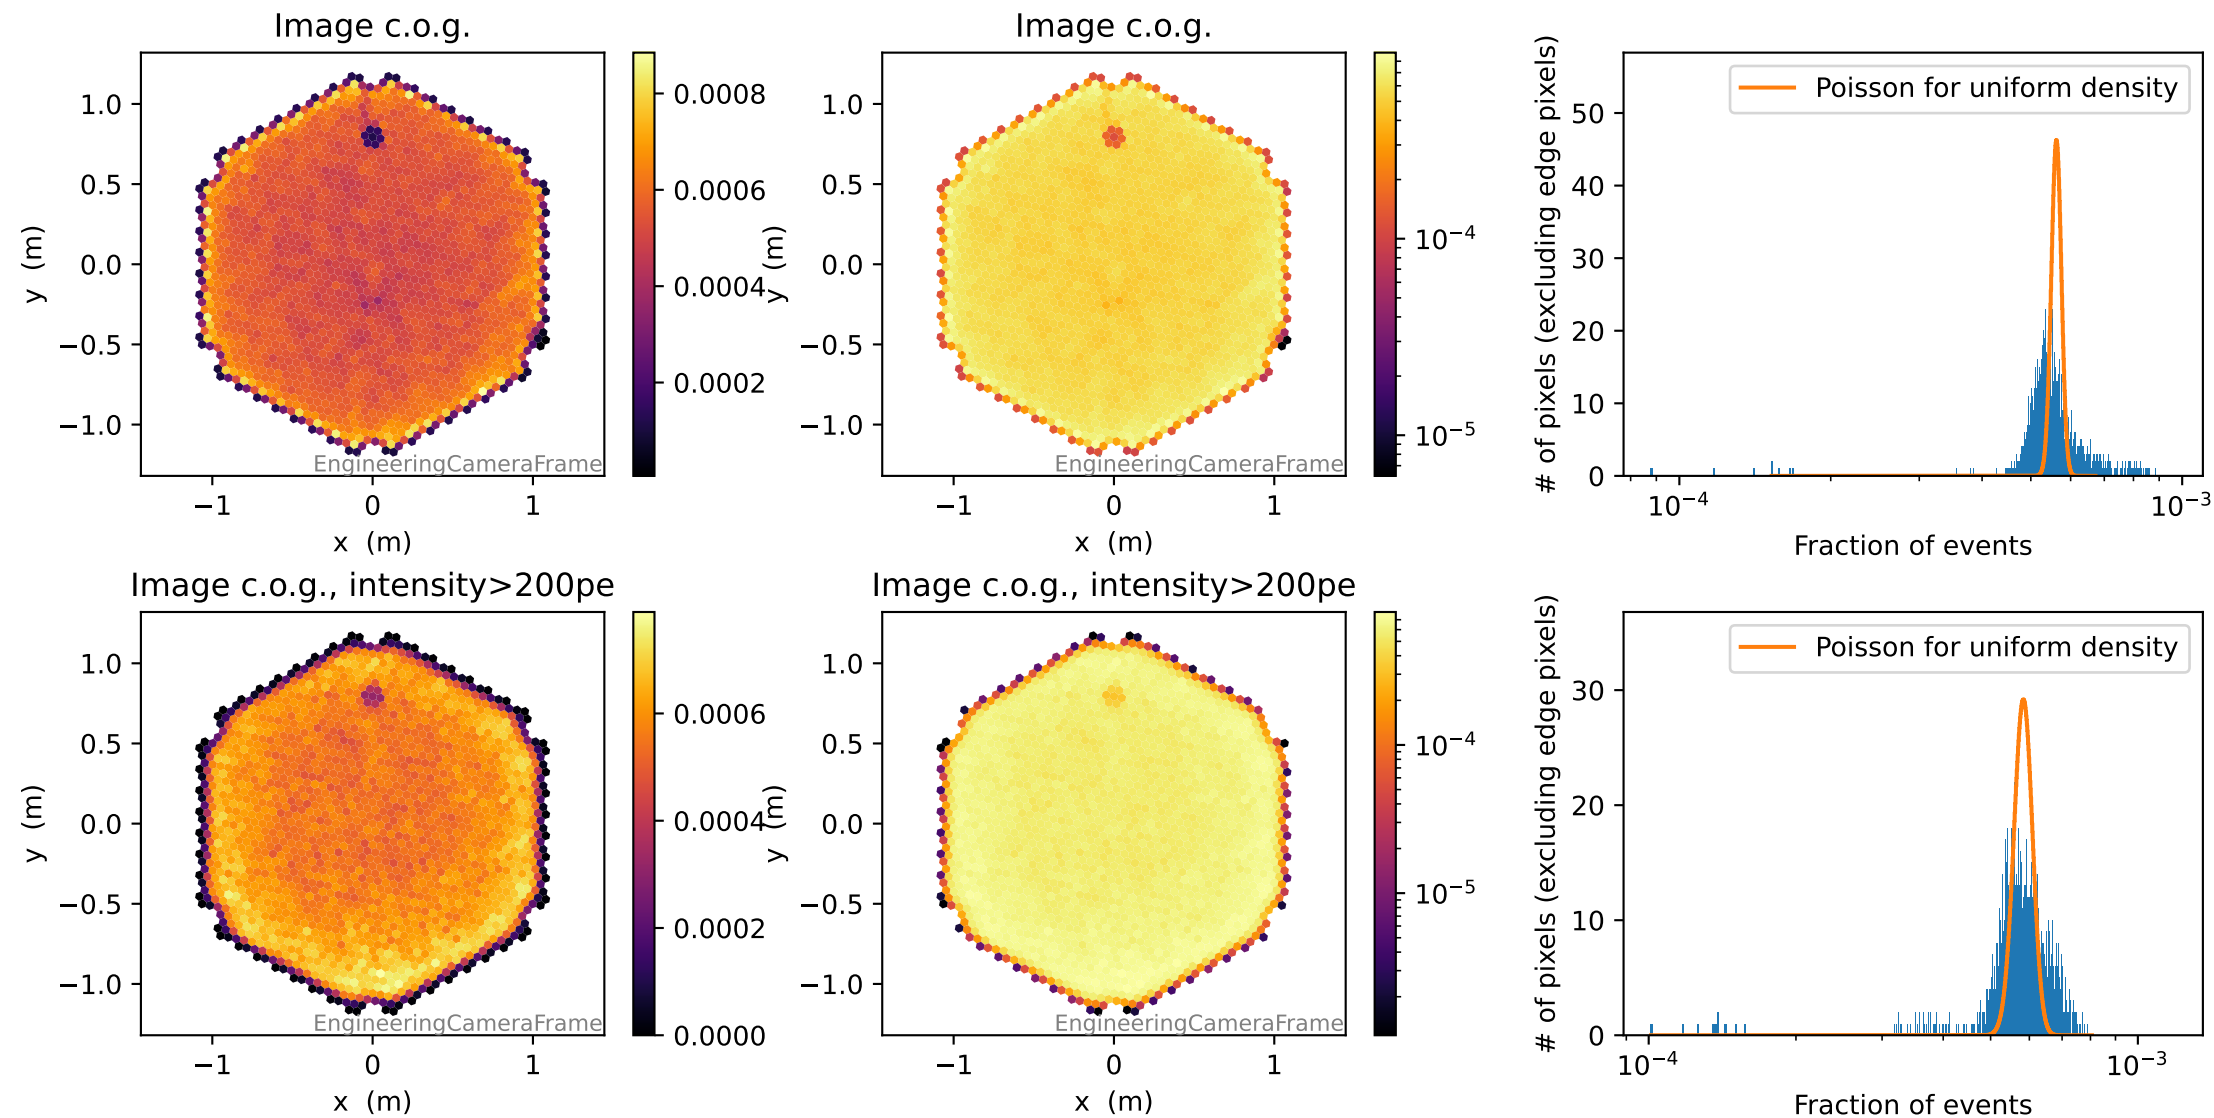 Image c.o.g.
1.0
0.5
0.0
−0.5
−1.0
y (m)
−1 0 1
x (m)
EngineeringCameraFrame
0.0008
0.0006
0.0004
0.0002
Image c.o.g.
1.0
0.5
0.0
−0.5
−1.0
y (m)
−1 0 1
x (m)
EngineeringCameraFrame
10⁻⁴
10⁻⁵
# of pixels (excluding edge pixels)
50
40
30
20
10
0
Poisson for uniform density
10⁻⁴ 10⁻³
Fraction of events
Image c.o.g., intensity>200pe
1.0
0.5
0.0
−0.5
−1.0
y (m)
−1 0 1
x (m)
EngineeringCameraFrame
0.0006
0.0004
0.0002
0.0000
Image c.o.g., intensity>200pe
1.0
0.5
0.0
−0.5
−1.0
y (m)
−1 0 1
x (m)
EngineeringCameraFrame
10⁻⁴
10⁻⁵
# of pixels (excluding edge pixels)
30
20
10
0
Poisson for uniform density
10⁻⁴ 10⁻³
Fraction of events